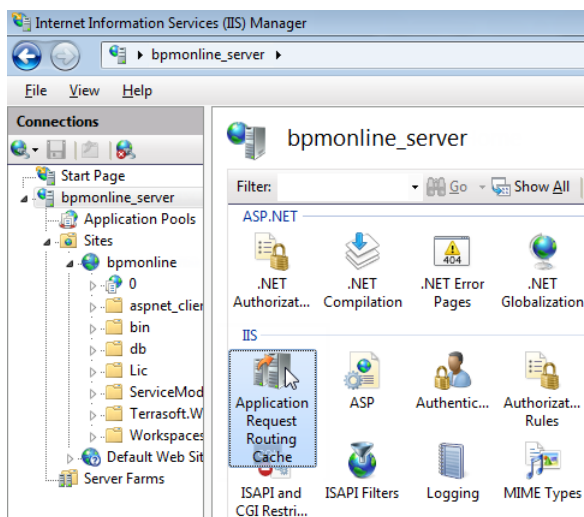 Internet Information Services (IIS) Manager
bpmonline_server
File View Help
Connections
Start Page
bpmonline_server
Application Pools
Sites
bpmonline
0
aspnet_clier
bin
db
Lic
ServiceMod
Terrasoft.W
Workspaces
Default Web Sit
Server Farms
bpmonline_server
Filter: Go Show All
ASP.NET
.NET Authorizat...
.NET Compilation
404
.NET Error Pages
.NET Globalization
IIS
Application Request Routing Cache
ASP
Authentic...
Authorizat... Rules
ISAPI and CGI Restri...
ISAPI Filters
Logging
MIME Types